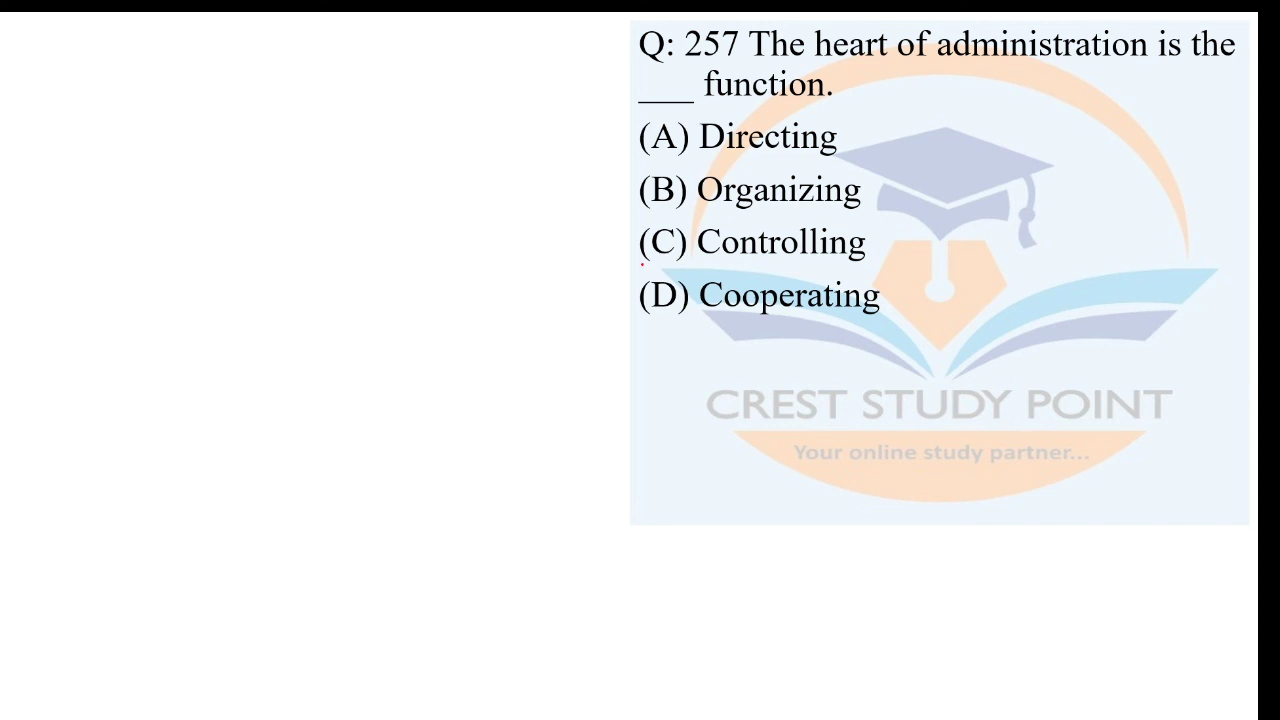 Q: 257 The heart of administration is the
___ function.
(A) Directing
(B) Organizing
(C) Controlling
(D) Cooperating
CREST STUDY POINT
Your online study partner...